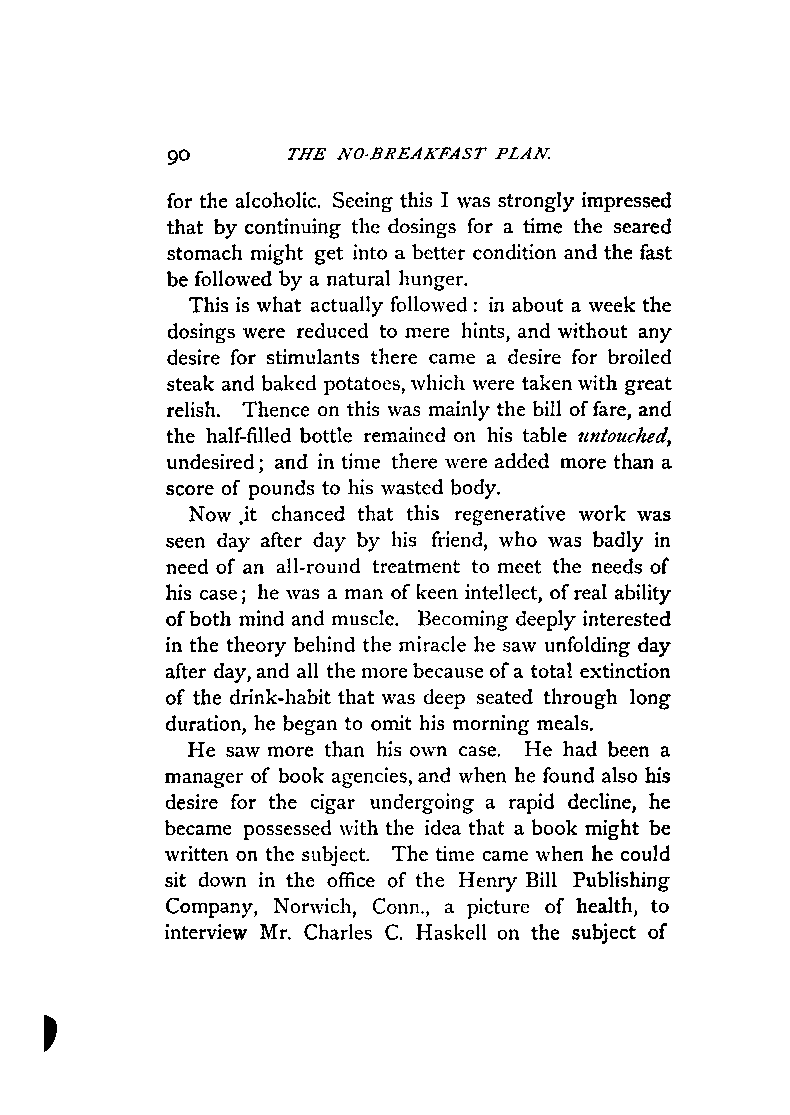 90 THE NO-BREAKFAST PLAN.
for the alcoholic. Seeing this I was strongly impressed
that by continuing the dosings for a time the seared
stomach might get into a better condition and the fast
be followed by a natural hunger.
This is what actually followed : in about a week the
dosings were reduced to mere hints, and without any
desire for stimulants there came a desire for broiled
steak and baked potatoes, which were taken with great
relish. Thence on this was mainly the bill of fare, and
the half-filled bottle remained on his table untouched,
undesired ; and in time there were added more than a
score of pounds to his wasted body.
Now it chanced that this regenerative work was
seen day after day by his friend, who was badly in
need of an all-round treatment to meet the needs of
his case ; he was a man of keen intellect, of real ability
of both mind and muscle. Becoming deeply interested
in the theory behind the miracle he saw unfolding day
after day, and all the more because of a total extinction
of the drink-habit that was deep seated through long
duration, he began to omit his morning meals.
He saw more than his own case. He had been a
manager of book agencies, and when he found also his
desire for the cigar undergoing a rapid decline, he
became possessed with the idea that a book might be
written on the subject. The time came when he could
sit down in the office of the Henry Bill Publishing
Company, Norwich, Conn., a picture of health, to
interview Mr. Charles C. Haskell on the subject of